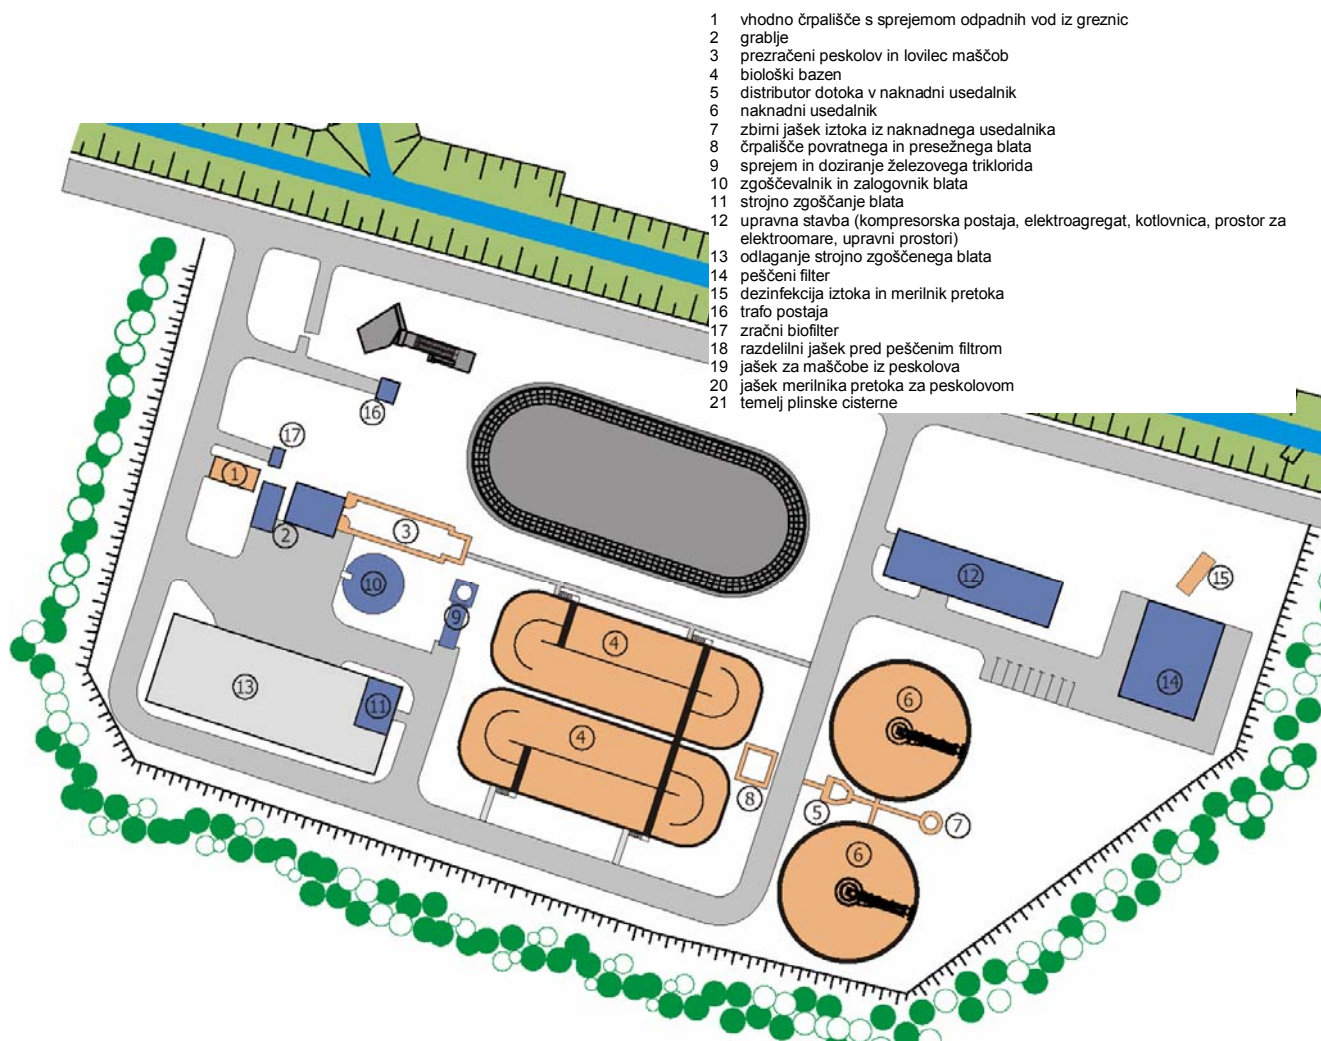 1 vhodno črpališče s sprejemom odpadnih vod iz greznic
2 grablje
3 prezračeni peskolov in lovilec maščob
4 biološki bazen
5 distributor dotoka v naknadni usedalnik
6 naknadni usedalnik
7 zbirni jašek iztoka iz naknadnega usedalnika
8 črpališče povratnega in presežnega blata
9 sprejem in doziranje železovega triklorida
10 zgoščevalnik in zalogovnik blata
11 strojno zgoščanje blata
12 upravna stavba (kompresorska postaja, elektroagregat, kotlovnica, prostor za
elektroomare, upravni prostori)
13 odlaganje strojno zgoščenega blata
14 peščeni filter
15 dezinfekcija iztoka in merilnik pretoka
16 trafo postaja
17 zračni biofilter
18 razdelilni jašek pred peščenim filtrom
19 jašek za maščobe iz peskolova
20 jašek merilnika pretoka za peskolovom
21 temelj plinske cisterne
16
17
1
2
3
10
9
12
15
4
13
11
14
6
4
8
5
7
6